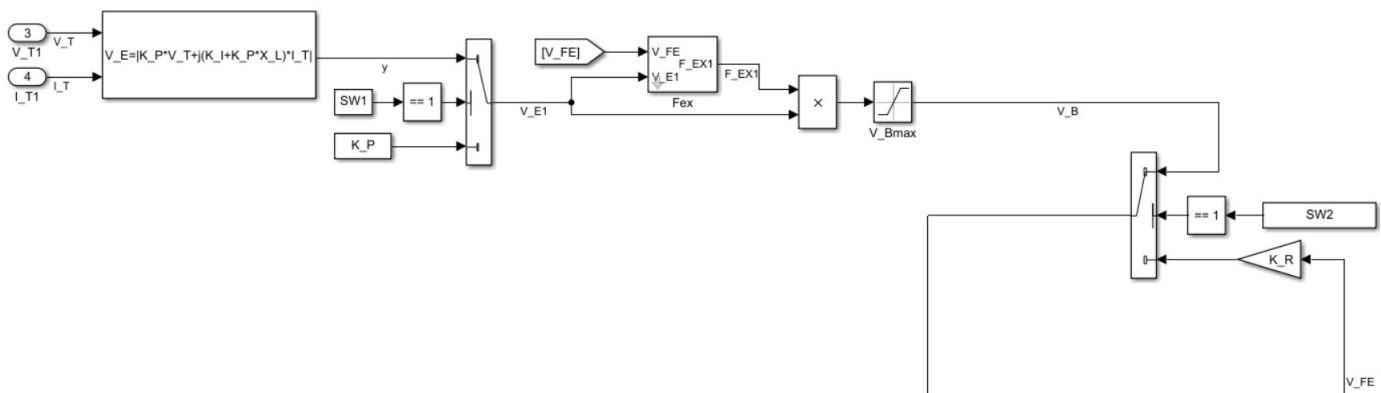 3
V_T1
V_T
4
I_T1
I_T
V_E=|K_P*V_T+j(K_I+K_P*X_L)*I_T|
y
SW1
== 1
K_P
V_E1
[V_FE]
V_FE
V_E1
F_EX1
Fex
F_EX1
×
V_Bmax
V_B
== 1
SW2
K_R
V_FE